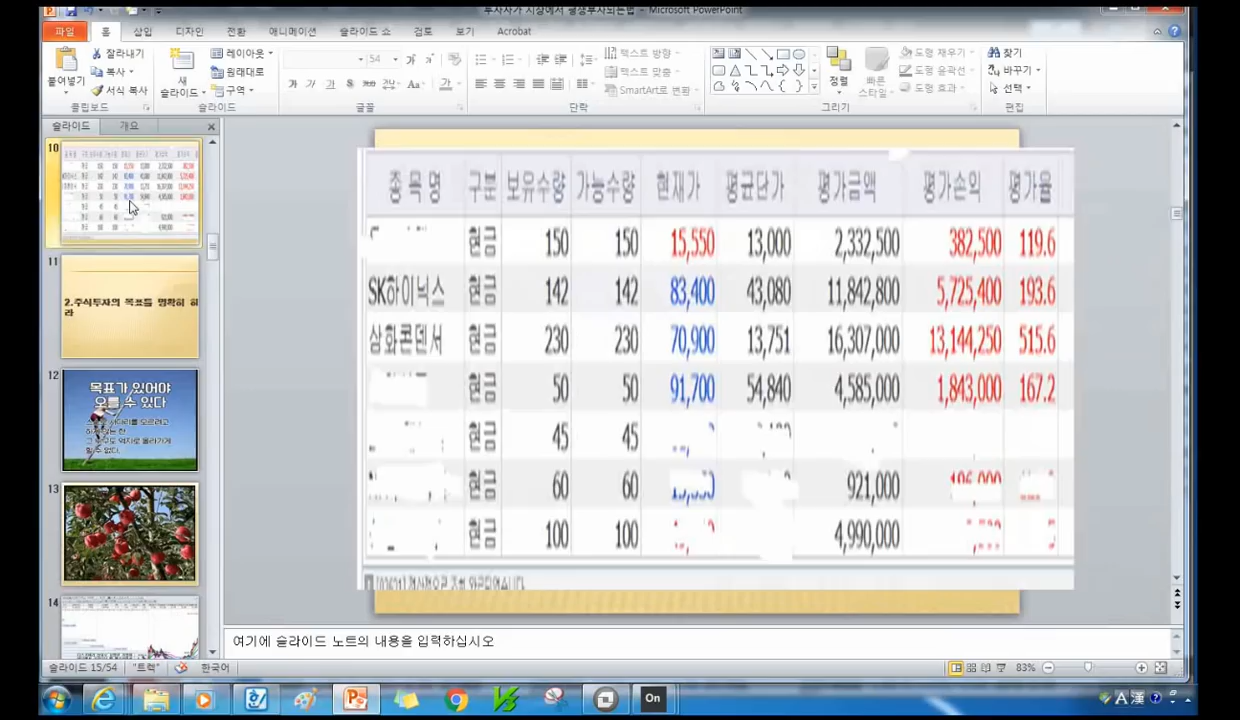 Microsoft PowerPoint
파일 홈 삽입 디자인 전환 애니메이션 슬라이드 쇼 검토 보기 Acrobat
붙여넣기 잘라내기 복사 서식 복사 클립보드
새 슬라이드 레이아웃 원래대로 구역 슬라이드
54 글꼴
텍스트 방향 텍스트 맞춤 SmartArt로 변환 단락
정렬 빠른 스타일 도형 채우기 도형 윤곽선 도형 효과 그리기
찾기 바꾸기 선택 편집
슬라이드 개요
10
11
2.주식투자의 목표를 명확히 하라
12
목표가 있어야
오를 수 있다
13
14
종목명 구분 보유수량 가능수량 현재가 평균단가 평가금액 평가손익 평가율
현금 150 150 15,550 13,000 2,332,500 382,500 119.6
SK하이닉스 현금 142 142 83,400 43,080 11,842,800 5,725,400 193.6
삼화콘덴서 현금 230 230 70,900 13,751 16,307,000 13,144,250 515.6
현금 50 50 91,700 54,840 4,585,000 1,843,000 167.2
현금 45 45
현금 60 60 921,000
현금 100 100 4,990,000
여기에 슬라이드 노트의 내용을 입력하십시오
슬라이드 15/54 "트렉" 한국어 83%
On A 漢